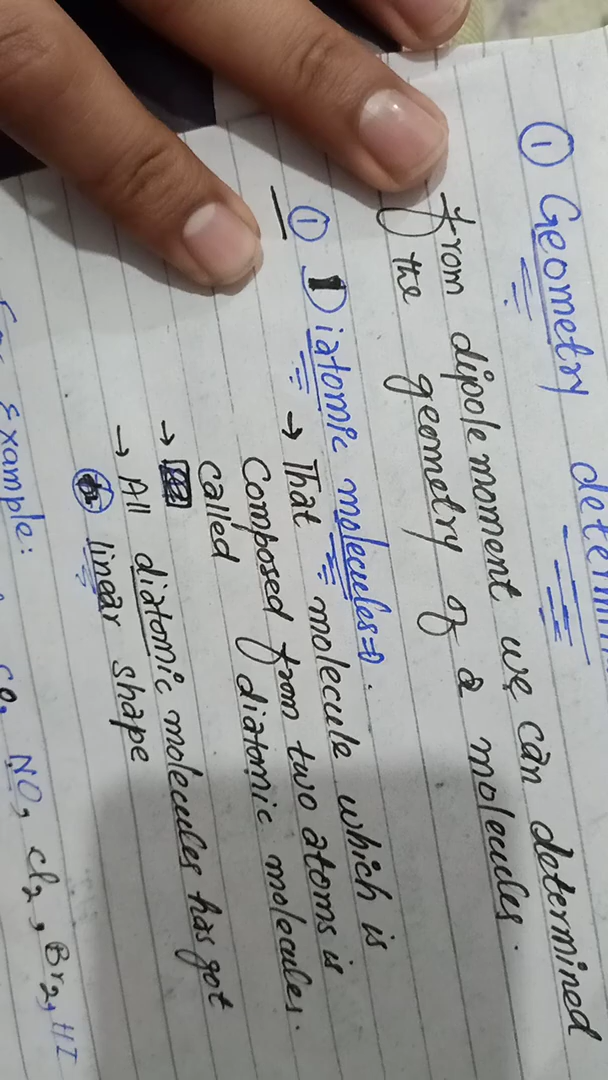 ① Geometry
From dipole moment we can determined
the geometry of a molecules.
① Diatomic molecules⇒.
→ That molecule which is
Composed from two atoms is
called diatomic molecules.
→
→ All diatomic molecules has got
linear shape
Example:
NO, Cl2, Br2, HI